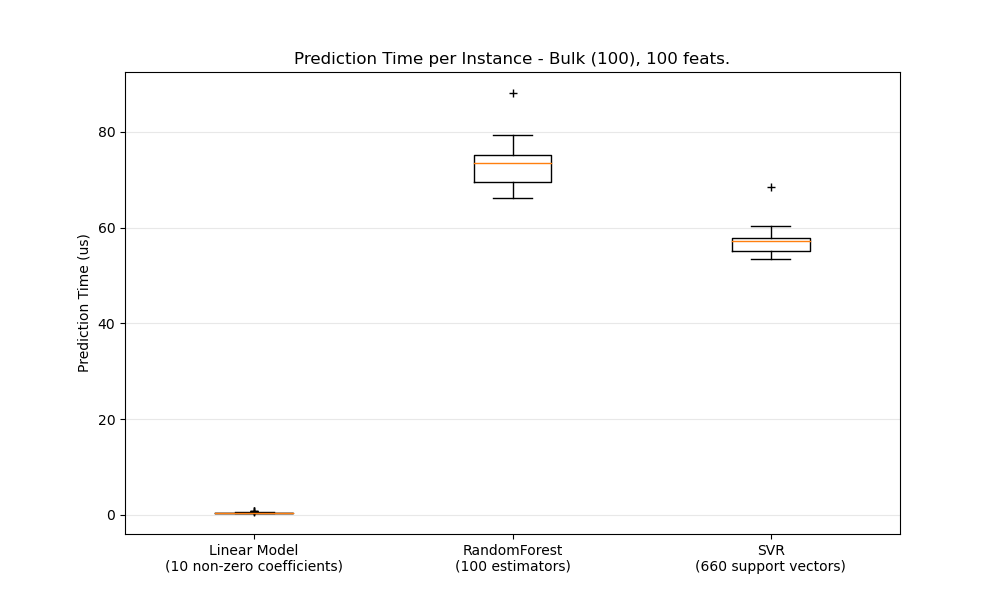 Prediction Time per Instance - Bulk (100), 100 feats.
Prediction Time (us)
80
60
40
20
0
Linear Model
(10 non-zero coefficients)
RandomForest
(100 estimators)
SVR
(660 support vectors)